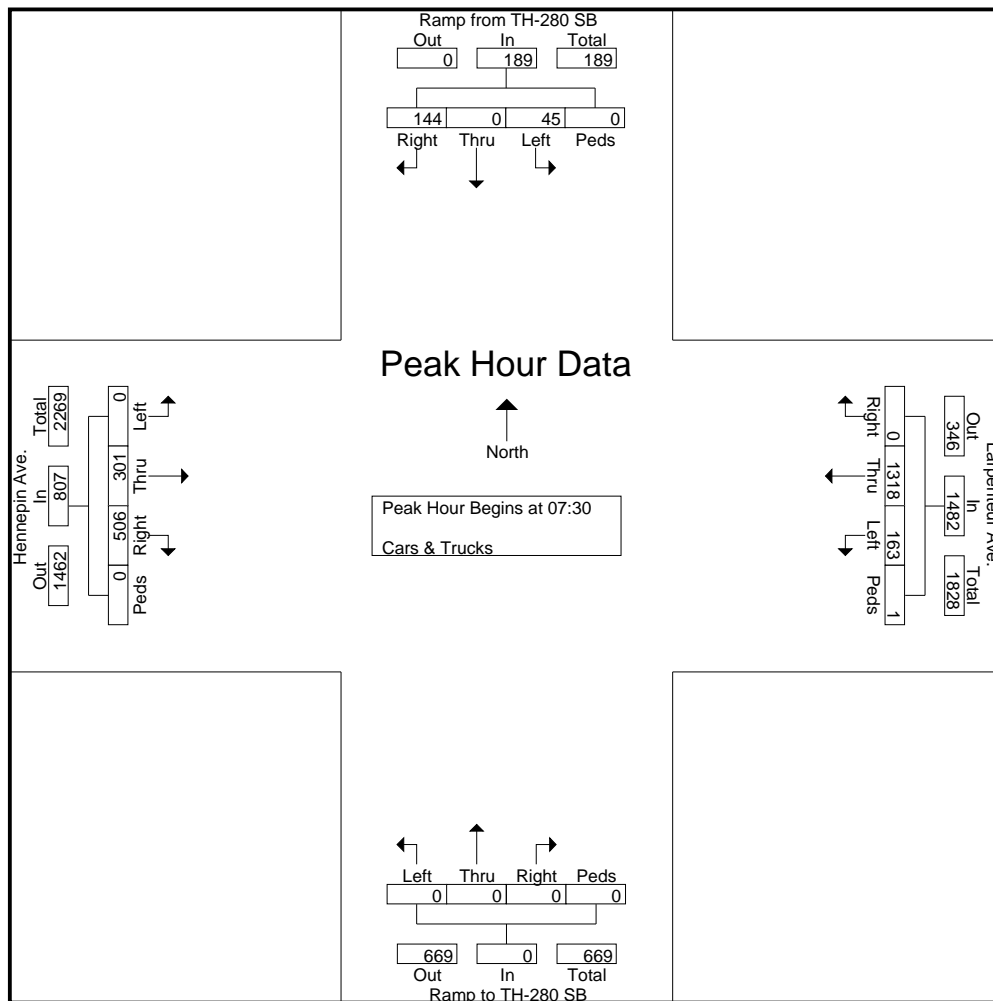 Ramp from TH-280 SB
Out In Total
0 189 189
144 0 45 0
Right Thru Left Peds
Peak Hour Data
North
Peak Hour Begins at 07:30
Cars & Trucks
Hennepin Ave.
Total In Out
2269 807 1462
0 301 506 0
Left Thru Right Peds
Larpenteur Ave.
Out In Total
346 1482 1828
0 1318 163 1
Right Thru Left Peds
Left Thru Right Peds
0 0 0 0
669 0 669
Out In Total
Ramp to TH-280 SB